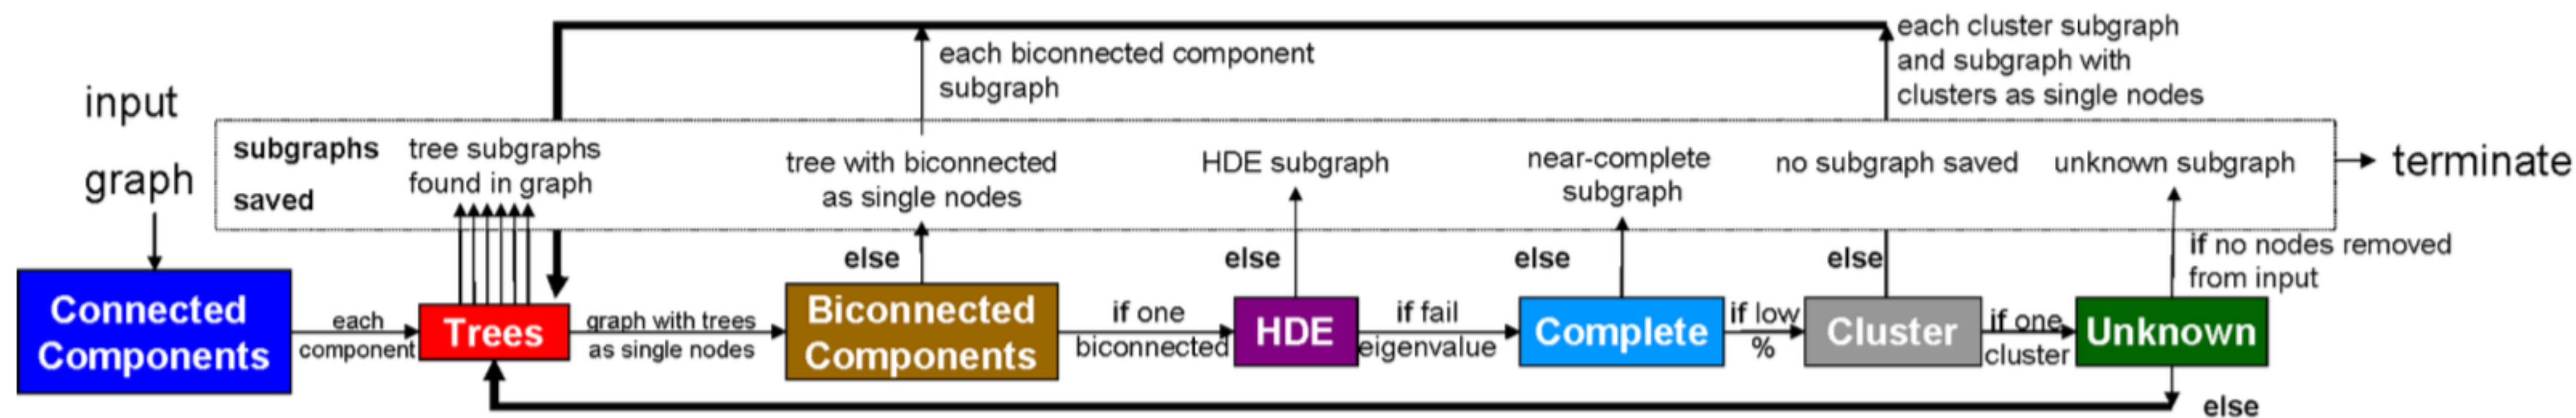 input
graph
each biconnected component
subgraph
each cluster subgraph
and subgraph with
clusters as single nodes
subgraphs
saved
tree subgraphs
found in graph
tree with biconnected
as single nodes
HDE subgraph
near-complete
subgraph
no subgraph saved
unknown subgraph
terminate
else
else
else
else
if no nodes removed
from input
Connected
Components
each
component
Trees
graph with trees
as single nodes
Biconnected
Components
if one
biconnected
HDE
if fail
eigenvalue
Complete
if low
%
Cluster
if one
cluster
Unknown
else